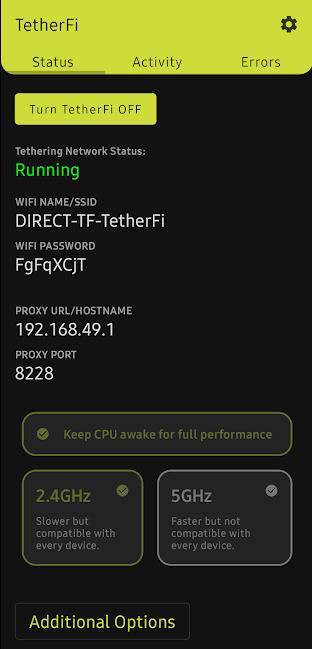 TetherFi
Status Activity Errors
Turn TetherFi OFF
Tethering Network Status:
Running
WIFI NAME/SSID
DIRECT-TF-TetherFi
WIFI PASSWORD
FgFqXCjT
PROXY URL/HOSTNAME
192.168.49.1
PROXY PORT
8228
Keep CPU awake for full performance
2.4GHz
Slower but
compatible with
every device.
5GHz
Faster but not
compatible with
every device.
Additional Options